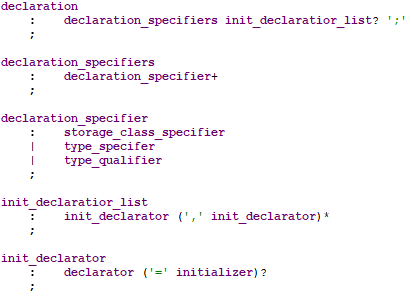 declaration
    :    declaration_specifiers init_declaratior_list? ';'
    ;
declaration_specifiers
    :    declaration_specifier+
    ;
declaration_specifier
    :    storage_class_specifier
    |    type_specifer
    |    type_qualifier
    ;
init_declaratior_list
    :    init_declarator (',' init_declarator)*
    ;
init_declarator
    :    declarator ('=' initializer)?
    ;